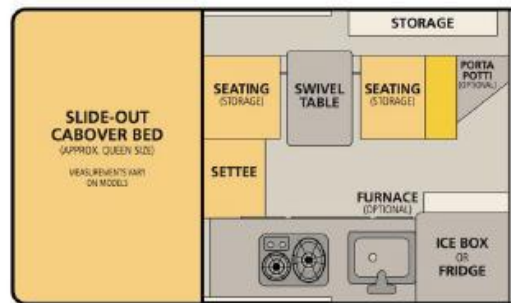 STORAGE
SLIDE-OUT
CABOVER BED
(APPROX. QUEEN SIZE)
MEASUREMENTS VARY
ON MODELS
SEATING
(STORAGE)
SWIVEL
TABLE
SEATING
(STORAGE)
PORTA
POTTI
(OPTIONAL)
SETTEE
FURNACE
(OPTIONAL)
ICE BOX
OR
FRIDGE